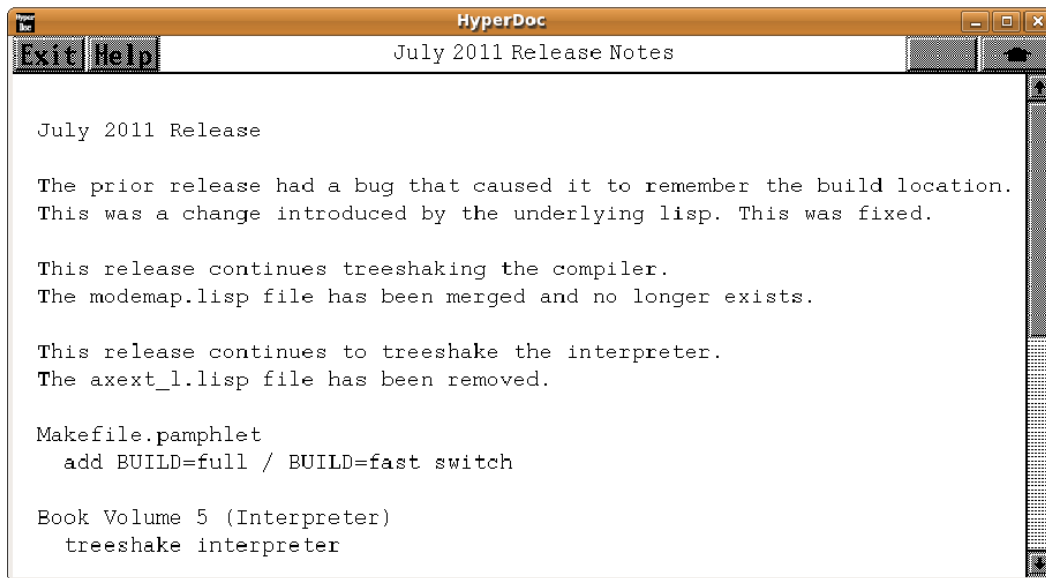 Hyper Doc
HyperDoc
Exit Help
July 2011 Release Notes
July 2011 Release
The prior release had a bug that caused it to remember the build location.
This was a change introduced by the underlying lisp. This was fixed.
This release continues treeshaking the compiler.
The modemap.lisp file has been merged and no longer exists.
This release continues to treeshake the interpreter.
The axext_l.lisp file has been removed.
Makefile.pamphlet
add BUILD=full / BUILD=fast switch
Book Volume 5 (Interpreter)
treeshake interpreter